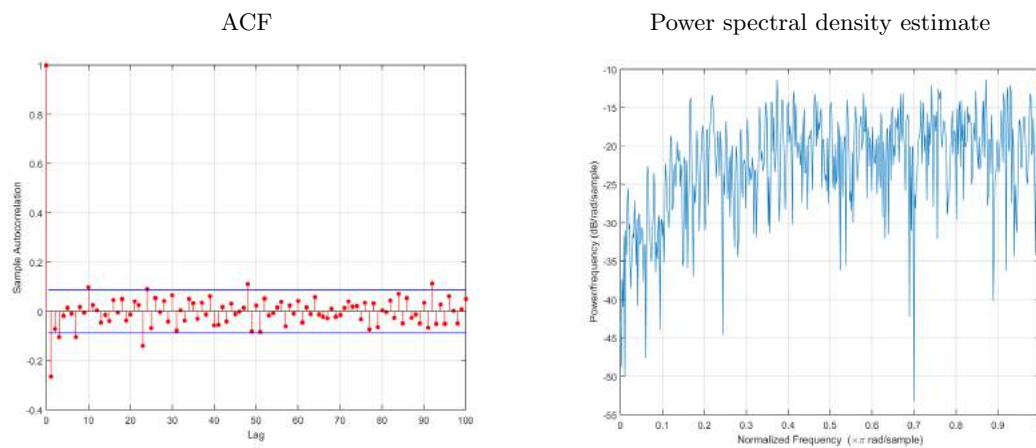 ACF
Power spectral density estimate
1
0.8
0.6
0.4
0.2
0
-0.2
-0.4
Sample Autocorrelation
0 10 20 30 40 50 60 70 80 90 100
Lag
-10
-15
-20
-25
-30
-35
-40
-45
-50
-55
Power/frequency (dB/rad/sample)
0 0.1 0.2 0.3 0.4 0.5 0.6 0.7 0.8 0.9
Normalized Frequency (×π rad/sample)